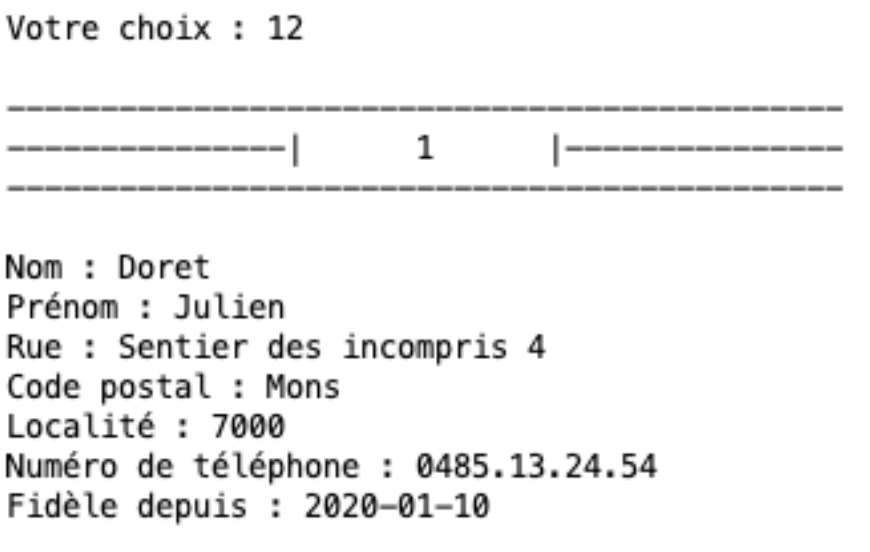 Votre choix : 12
---------------------------------------------
---------------|      1      |---------------
---------------------------------------------
Nom : Doret
Prénom : Julien
Rue : Sentier des incompris 4
Code postal : Mons
Localité : 7000
Numéro de téléphone : 0485.13.24.54
Fidèle depuis : 2020-01-10